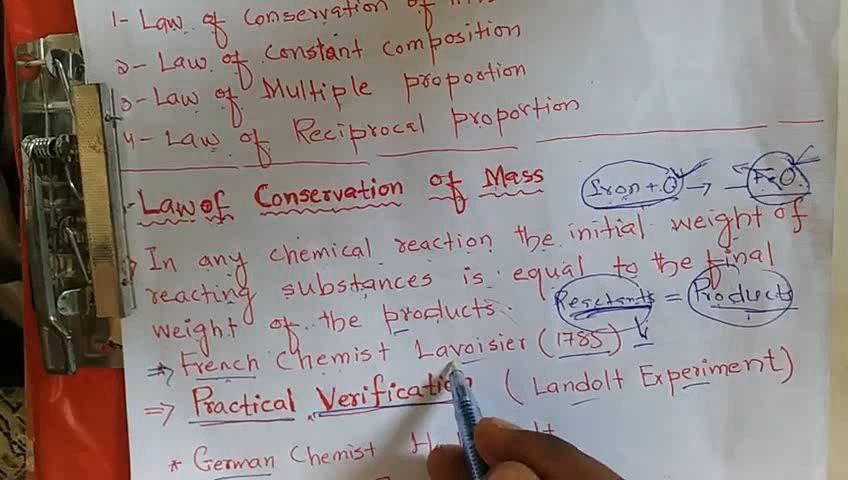 1- Law of Conservation of
2- Law of Constant composition
3- Law of Multiple proportion
4- Law of Reciprocal proportion
- Law of Conservation of Mass
Iron + O → FeO
In any chemical reaction the initial weight of
reacting substances is equal to the final
weight of the products.
Reactants = Products
⇒ French Chemist Lavoisier (1785)
⇒ Practical Verification (Landolt Experiment)
* German Chemist